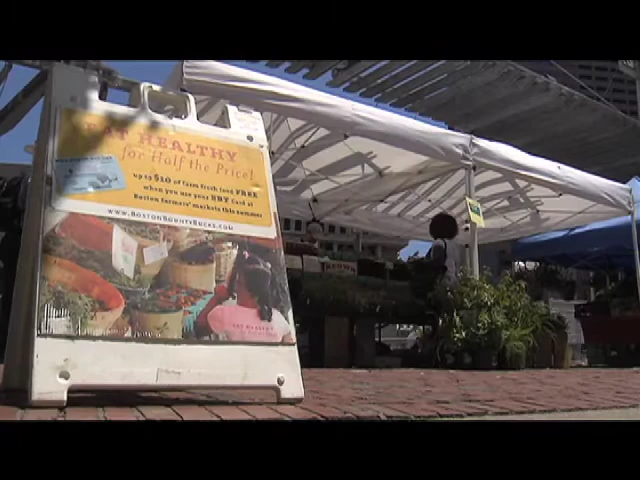 EAT HEALTHY
for Half the Price!
up to $10 of farm fresh food FREE
when you use your EBT Card at
Boston farmers' markets this summer
www.BostonBountyBucks.com